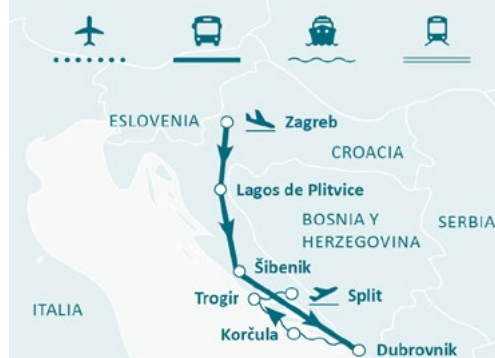 ESLOVENIA
Zagreb
CROACIA
Lagos de Plitvice
BOSNIA Y
HERZEGOVINA
SERBIA
Šibenik
Trogir
Split
ITALIA
Korčula
Dubrovnik